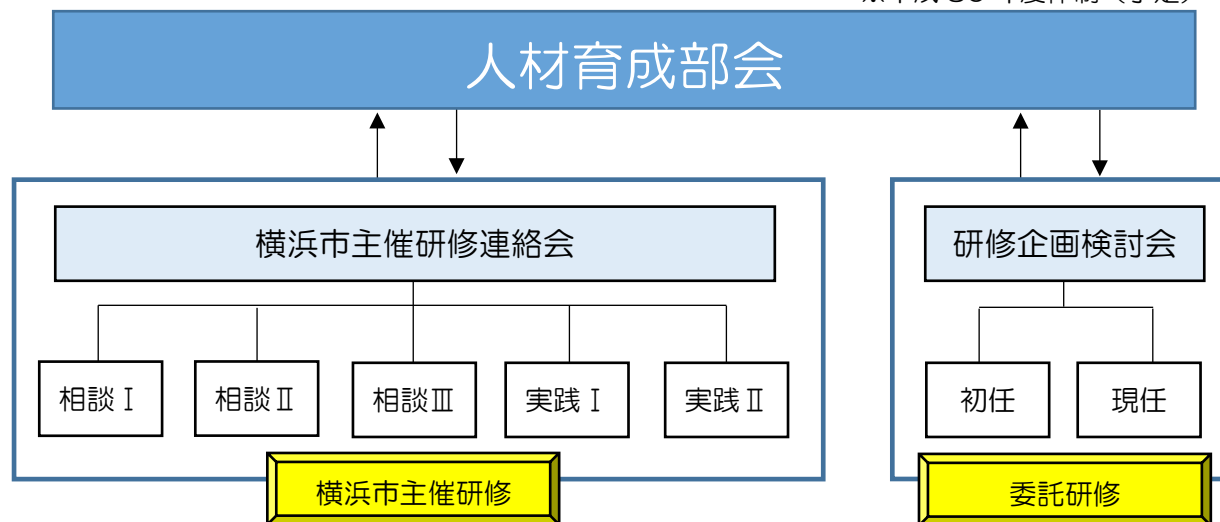 人材育成部会
横浜市主催研修連絡会
研修企画検討会
相談Ⅰ
相談Ⅱ
相談Ⅲ
実践Ⅰ
実践Ⅱ
初任
現任
横浜市主催研修
委託研修